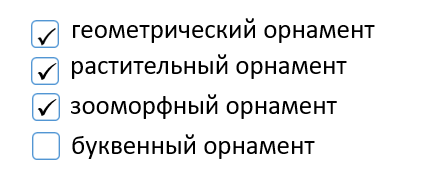 геометрический орнамент
растительный орнамент
зооморфный орнамент
буквенный орнамент